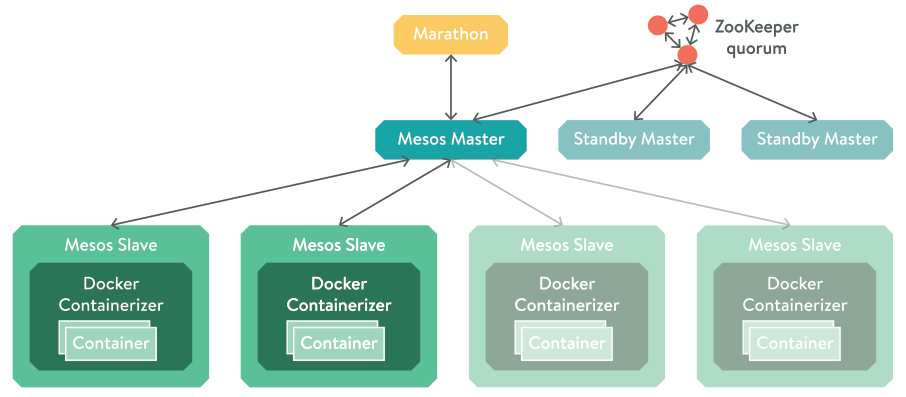 Marathon
ZooKeeper
quorum
Mesos Master
Standby Master
Standby Master
Mesos Slave
Docker
Containerizer
Container
Mesos Slave
Docker
Containerizer
Container
Mesos Slave
Docker
Containerizer
Container
Mesos Slave
Docker
Containerizer
Container